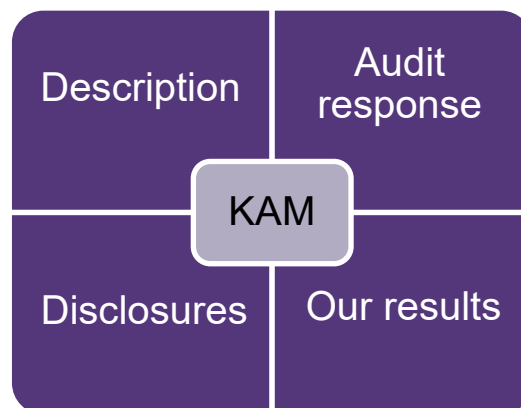 Description
Audit
response
KAM
Disclosures
Our results